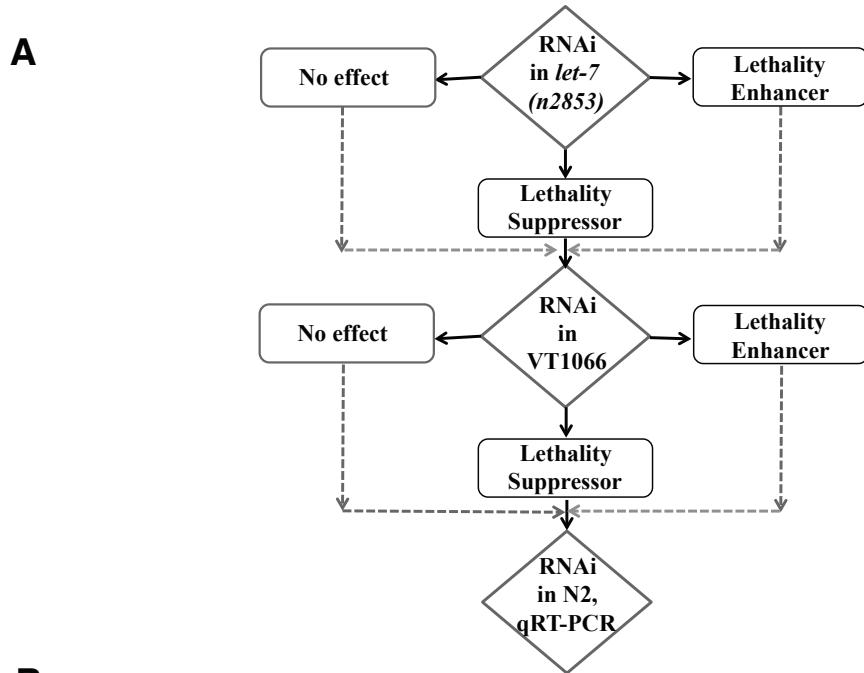 A
RNAi
in let-7
(n2853)
No effect
Lethality
Enhancer
Lethality
Suppressor
RNAi
in
VT1066
No effect
Lethality
Enhancer
Lethality
Suppressor
RNAi
in N2,
qRT-PCR